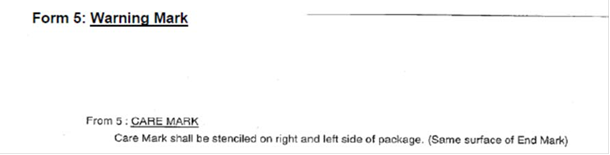 Form 5: Warning Mark
From 5 : CARE MARK
Care Mark shall be stenciled on right and left side of package. (Same surface of End Mark)